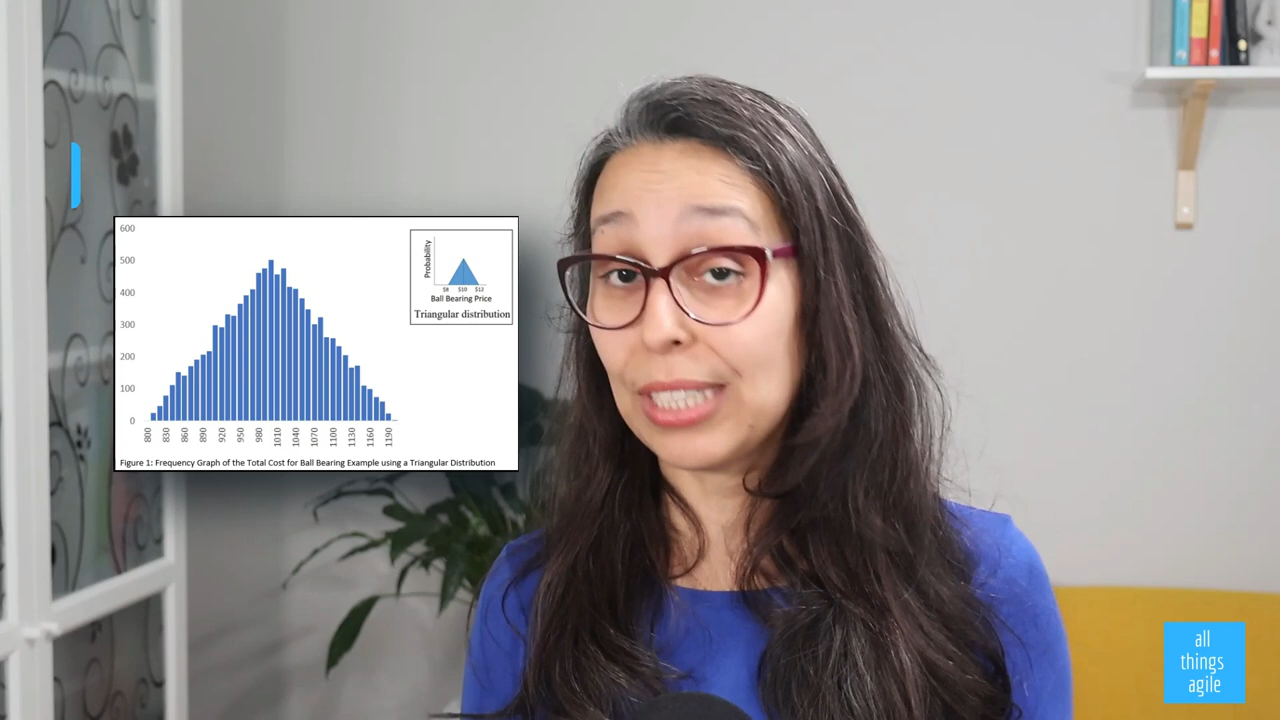 600
500
400
300
200
100
0
800
830
860
890
920
950
980
1010
1040
1070
1100
1130
1160
1190
Probability
$8 $10 $12
Ball Bearing Price
Triangular distribution
Figure 1: Frequency Graph of the Total Cost for Ball Bearing Example using a Triangular Distribution
all
things
agile